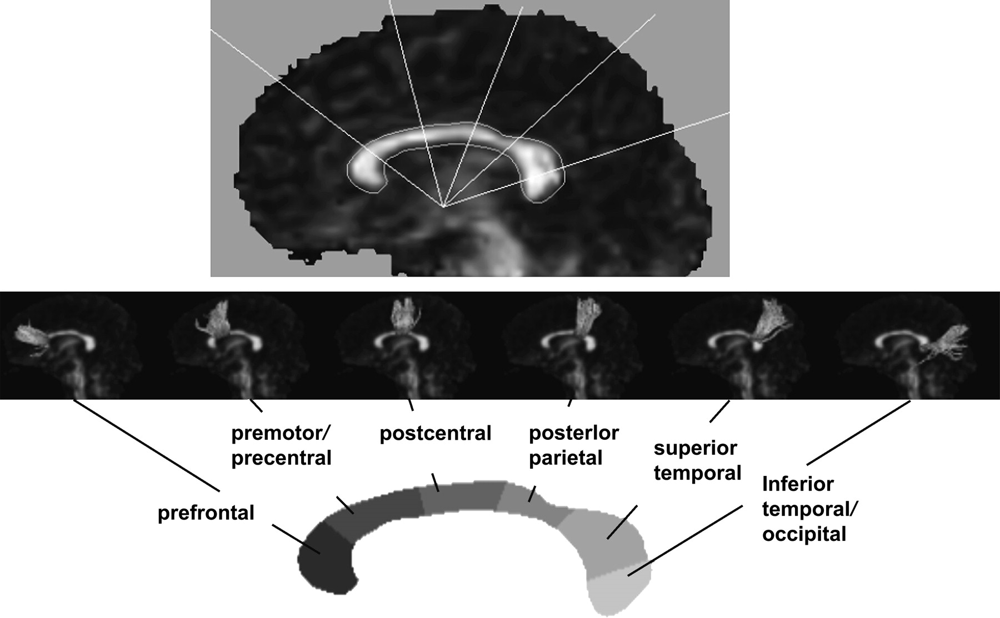 premotor/
precentral
postcentral
posterlor
parietal
superior
temporal
Inferior
temporal/
occipital
prefrontal